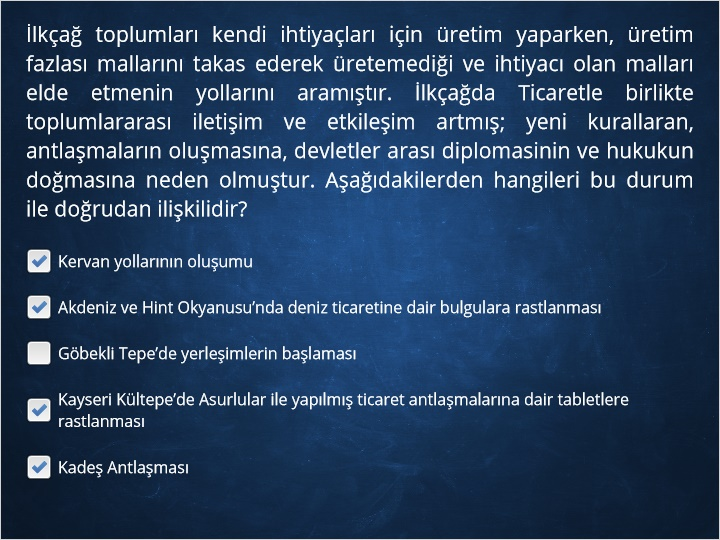 İlkçağ toplumları kendi ihtiyaçları için üretim yaparken, üretim
fazlası mallarını takas ederek üretemediği ve ihtiyacı olan malları
elde etmenin yollarını aramıştır. İlkçağda Ticaretle birlikte
toplumlararası iletişim ve etkileşim artmış; yeni kurallaran,
antlaşmaların oluşmasına, devletler arası diplomasinin ve hukukun
doğmasına neden olmuştur. Aşağıdakilerden hangileri bu durum
ile doğrudan ilişkilidir?
Kervan yollarının oluşumu
Akdeniz ve Hint Okyanusu’nda deniz ticaretine dair bulgulara rastlanması
Göbekli Tepe’de yerleşimlerin başlaması
Kayseri Kültepe’de Asurlular ile yapılmış ticaret antlaşmalarına dair tabletlere
rastlanması
Kadeş Antlaşması